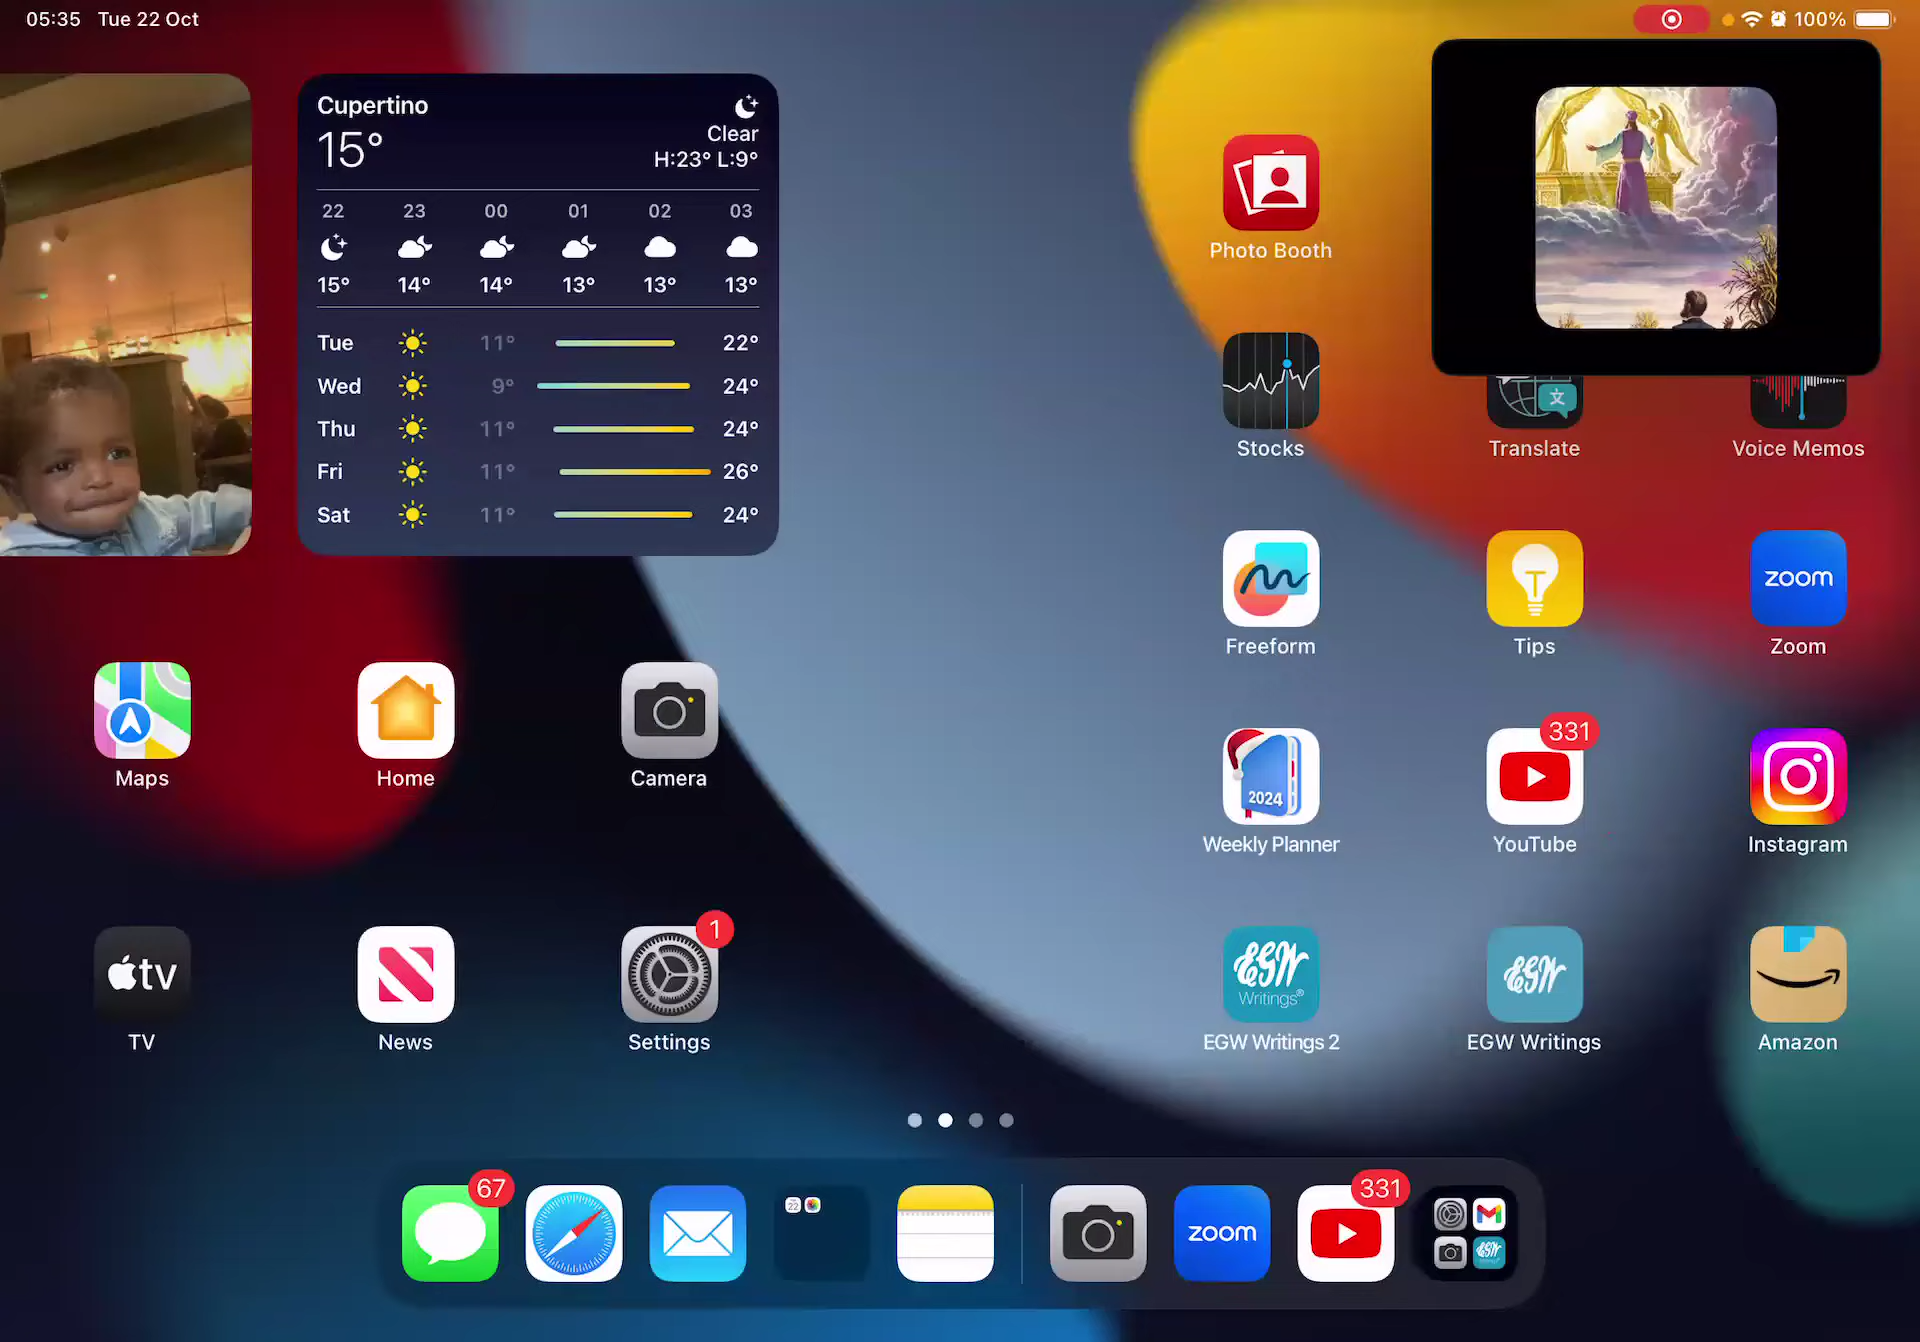 05:35 Tue 22 Oct
100%
Cupertino
15°
Clear
H:23° L:9°
22 23 00 01 02 03
15° 14° 14° 13° 13° 13°
Tue 11° 22°
Wed 9° 24°
Thu 11° 24°
Fri 11° 26°
Sat 11° 24°
Photo Booth
Stocks
文
Translate
Voice Memos
Freeform
Tips
zoom
Zoom
Maps
Home
Camera
2024
Weekly Planner
331
YouTube
Instagram
tv
TV
News
1
Settings
EGW
Writings®
EGW Writings 2
EGW
EGW Writings
Amazon
67
22
zoom
331
EGW